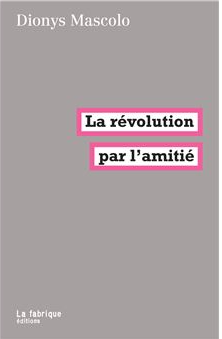 Dionys Mascolo
La révolution
par l'amitié
La fabrique
éditions